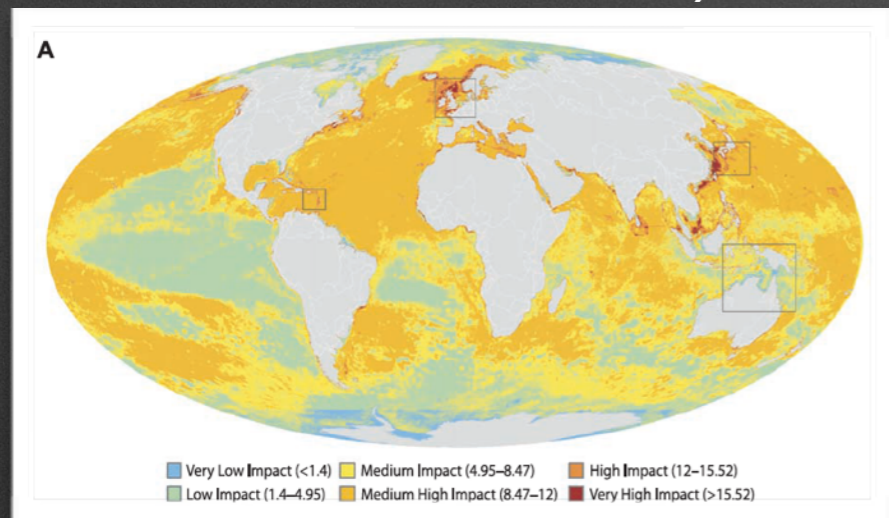 A
Very Low Impact (<1.4) Medium Impact (4.95–8.47) High Impact (12–15.52)
Low Impact (1.4–4.95) Medium High Impact (8.47–12) Very High Impact (>15.52)